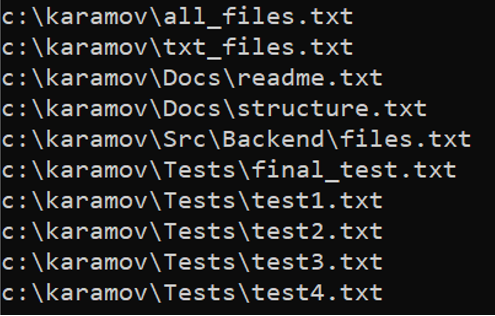 c:\karamov\all_files.txt
c:\karamov\txt_files.txt
c:\karamov\Docs\readme.txt
c:\karamov\Docs\structure.txt
c:\karamov\Src\Backend\files.txt
c:\karamov\Tests\final_test.txt
c:\karamov\Tests\test1.txt
c:\karamov\Tests\test2.txt
c:\karamov\Tests\test3.txt
c:\karamov\Tests\test4.txt